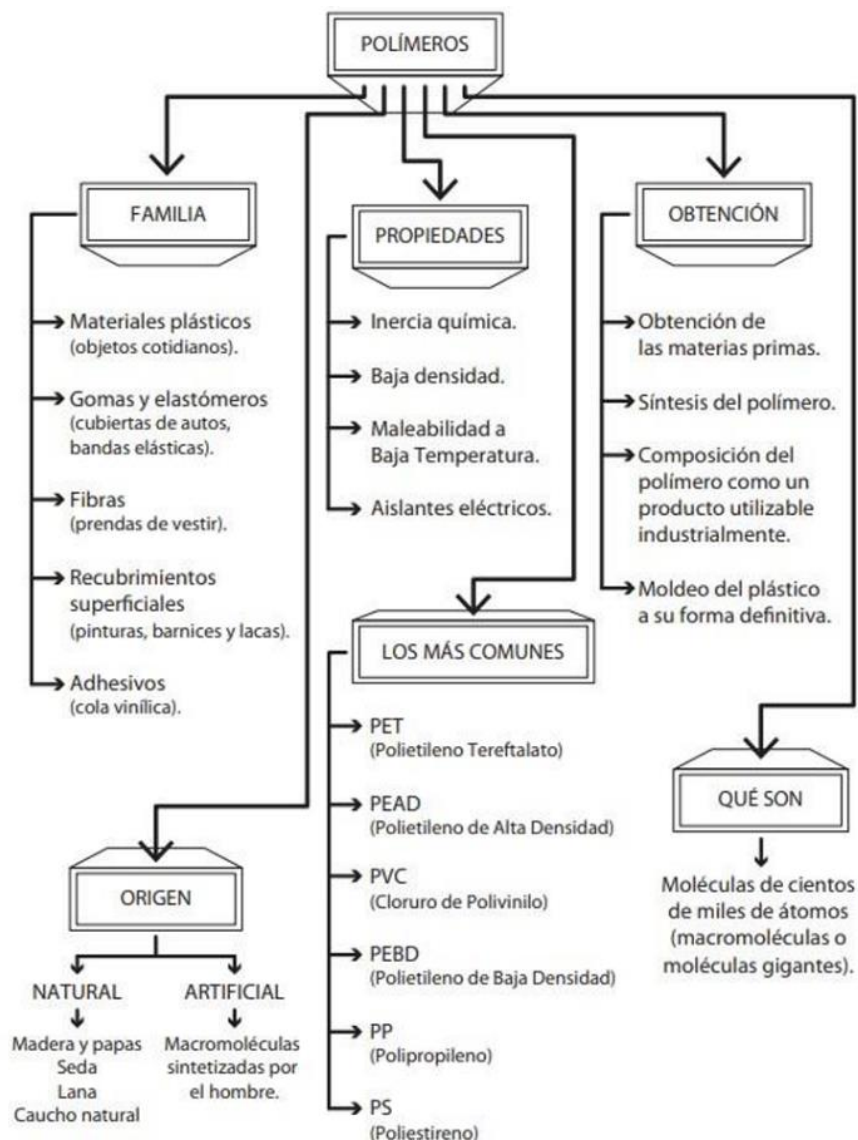 POLÍMEROS
FAMILIA
Materiales plásticos
(objetos cotidianos).
Gomas y elastómeros
(cubiertas de autos,
bandas elásticas).
Fibras
(prendas de vestir).
Recubrimientos
superficiales
(pinturas, barnices y lacas).
Adhesivos
(cola vinílica).
PROPIEDADES
Inercia química.
Baja densidad.
Maleabilidad a
Baja Temperatura.
Aislantes eléctricos.
OBTENCIÓN
Obtención de
las materias primas.
Síntesis del polímero.
Composición del
polímero como un
producto utilizable
industrialmente.
Moldeo del plástico
a su forma definitiva.
LOS MÁS COMUNES
PET
(Polietileno Tereftalato)
PEAD
(Polietileno de Alta Densidad)
PVC
(Cloruro de Polivinilo)
PEBD
(Polietileno de Baja Densidad)
PP
(Polipropileno)
PS
(Poliestireno)
QUÉ SON
Moléculas de cientos
de miles de átomos
(macromoléculas o
moléculas gigantes).
ORIGEN
NATURAL
Madera y papas
Seda
Lana
Caucho natural
ARTIFICIAL
Macromoléculas
sintetizadas por
el hombre.